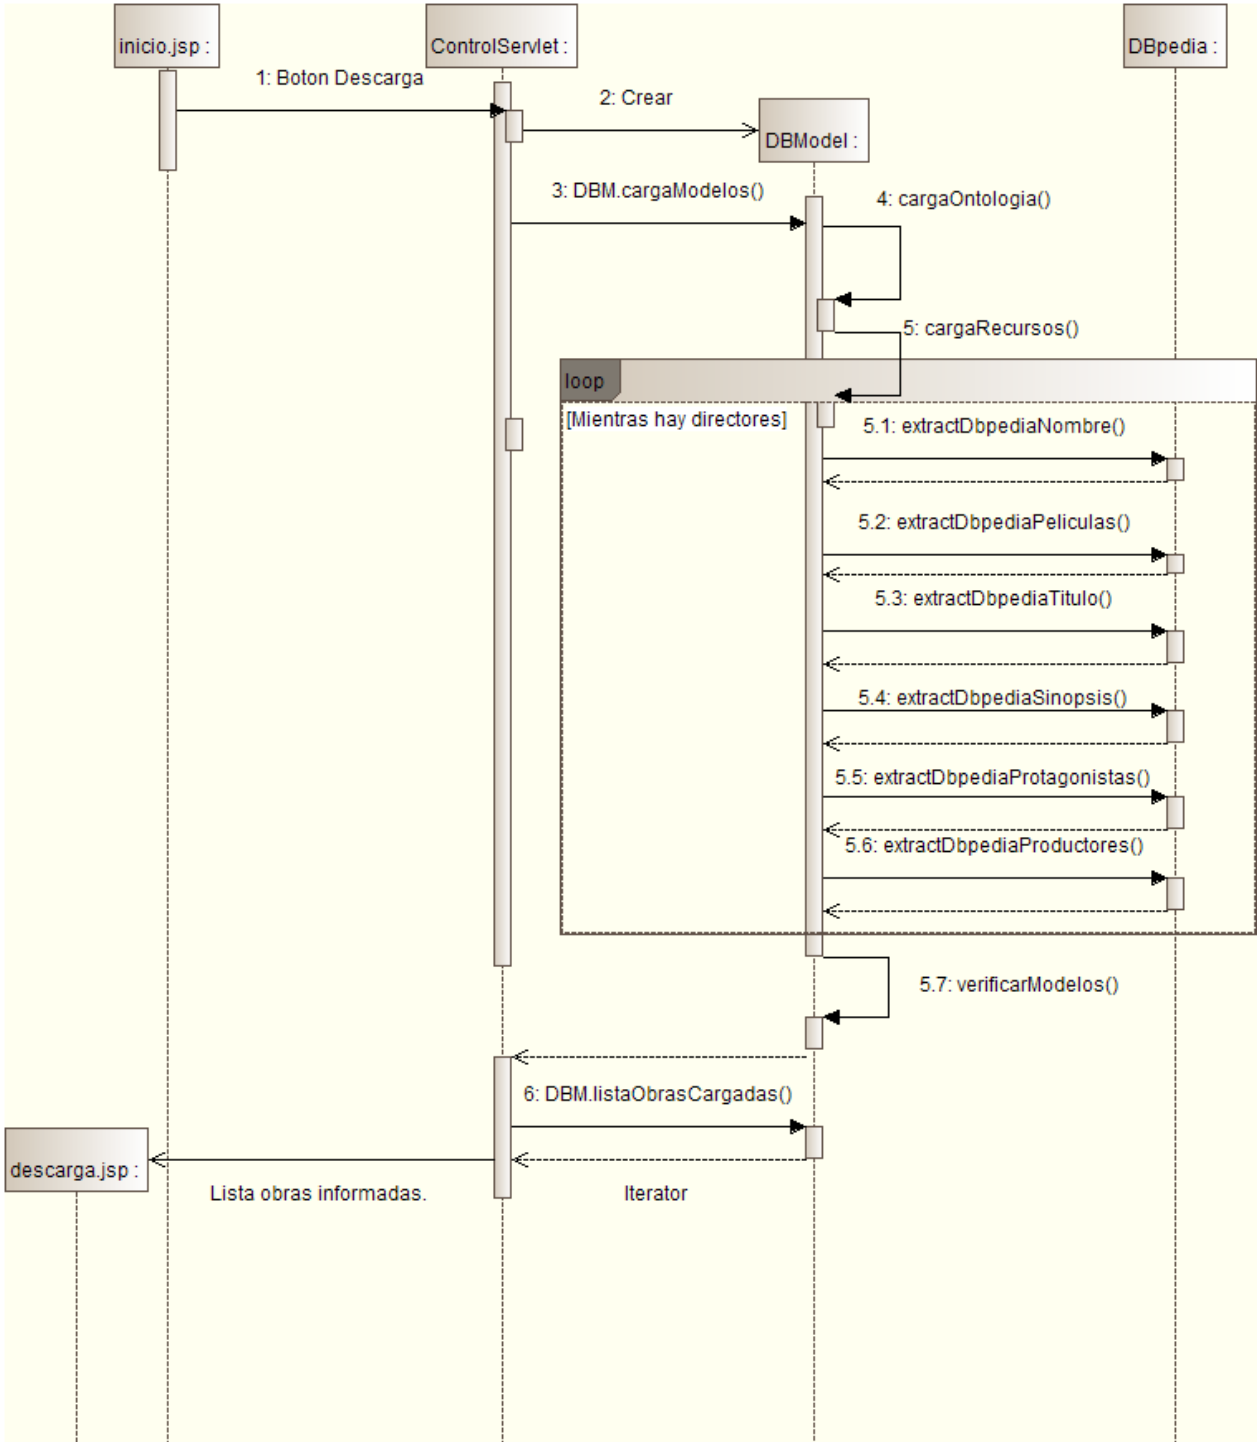 inicio.jsp :
ControlServlet :
DBpedia :
1: Boton Descarga
2: Crear
DBModel :
3: DBM.cargaModelos()
4: cargaOntologia()
5: cargaRecursos()
loop
[Mientras hay directores]
5.1: extractDbpediaNombre()
5.2: extractDbpediaPeliculas()
5.3: extractDbpediaTitulo()
5.4: extractDbpediaSinopsis()
5.5: extractDbpediaProtagonistas()
5.6: extractDbpediaProductores()
5.7: verificarModelos()
6: DBM.listaObrasCargadas()
descarga.jsp :
Lista obras informadas.
Iterator